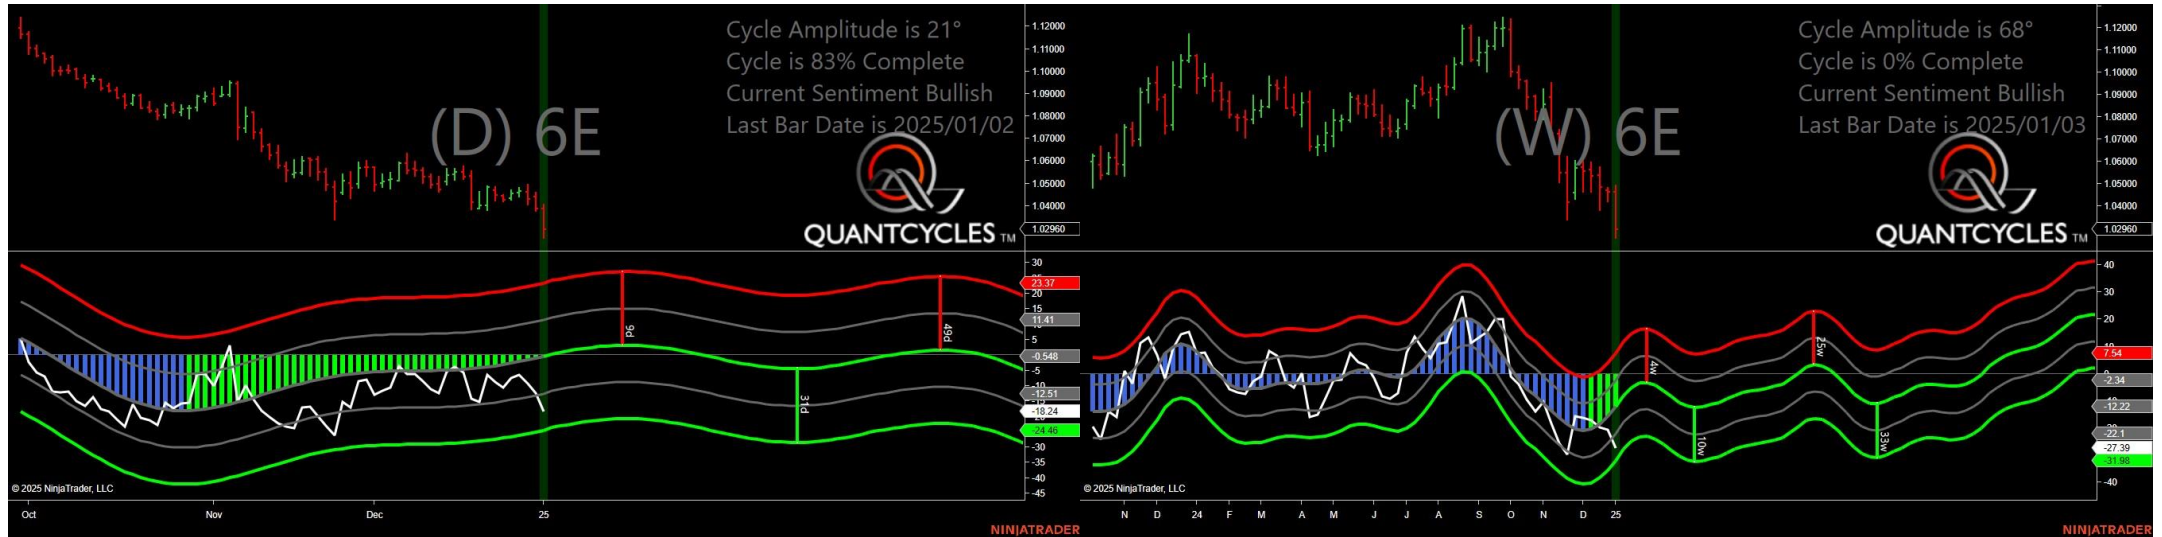 Cycle Amplitude is 21°
Cycle is 83% Complete
Current Sentiment Bullish
Last Bar Date is 2025/01/02
(D) 6E
QUANTCYCLES TM
1.12000
1.11000
1.10000
1.09000
1.08000
1.07000
1.06000
1.05000
1.04000
1.02960
30
23.37
20
15
11.41
5
-0.548
-5
-10
-12.51
-18.24
-24.46
-30
-35
-40
-45
9d
31d
49d
© 2025 NinjaTrader, LLC
Oct Nov Dec 25
NINJATRADER
Cycle Amplitude is 68°
Cycle is 0% Complete
Current Sentiment Bullish
Last Bar Date is 2025/01/03
(W) 6E
QUANTCYCLES TM
1.12000
1.11000
1.10000
1.09000
1.08000
1.07000
1.06000
1.05000
1.04000
1.02960
40
30
20
7.54
-2.34
-12.22
-22.1
-27.39
-31.98
-40
4w
10w
25w
33w
© 2025 NinjaTrader, LLC
N D 24 F M A M J J A S O N D 25
NINJATRADER